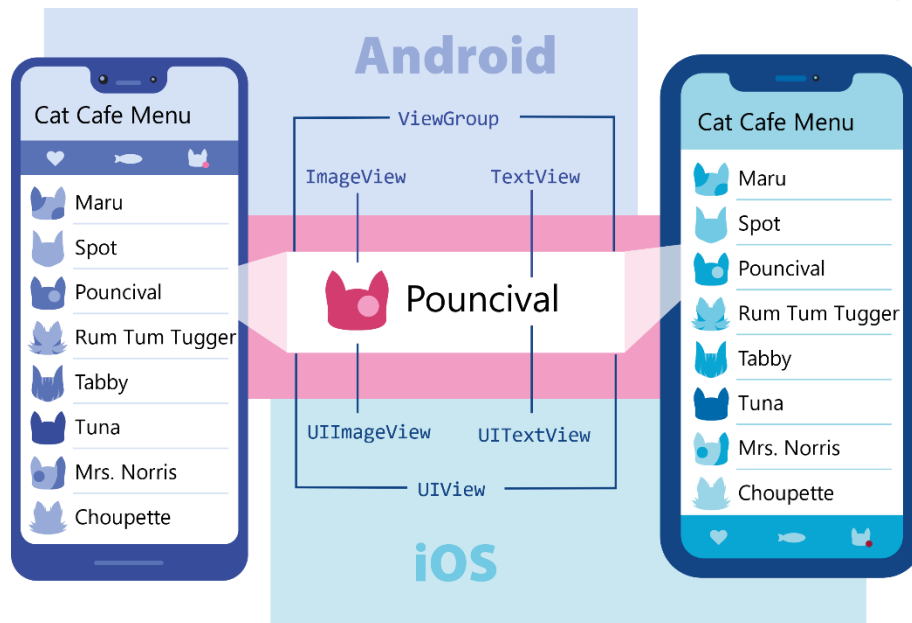 Android
Cat Cafe Menu
Maru
Spot
Pouncival
Rum Tum Tugger
Tabby
Tuna
Mrs. Norris
Choupette
ViewGroup
ImageView
TextView
Pouncival
UIImageView
UITextView
UIView
iOS
Cat Cafe Menu
Maru
Spot
Pouncival
Rum Tum Tugger
Tabby
Tuna
Mrs. Norris
Choupette